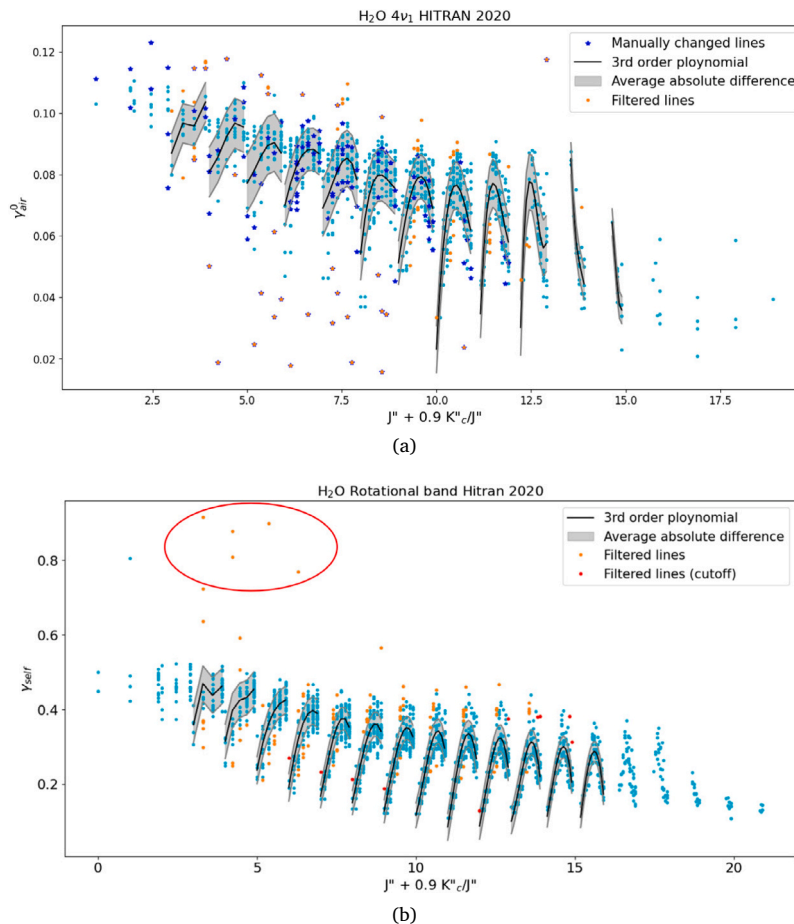 H₂O 4ν₁ HITRAN 2020
Manually changed lines
3rd order ploynomial
Average absolute difference
Filtered lines
γ⁰air
0.12
0.10
0.08
0.06
0.04
0.02
2.5 5.0 7.5 10.0 12.5 15.0 17.5
J" + 0.9 K"c/J"
(a)
H₂O Rotational band Hitran 2020
3rd order ploynomial
Average absolute difference
Filtered lines
Filtered lines (cutoff)
γself
0.8
0.6
0.4
0.2
0 5 10 15 20
J" + 0.9 K"c/J"
(b)